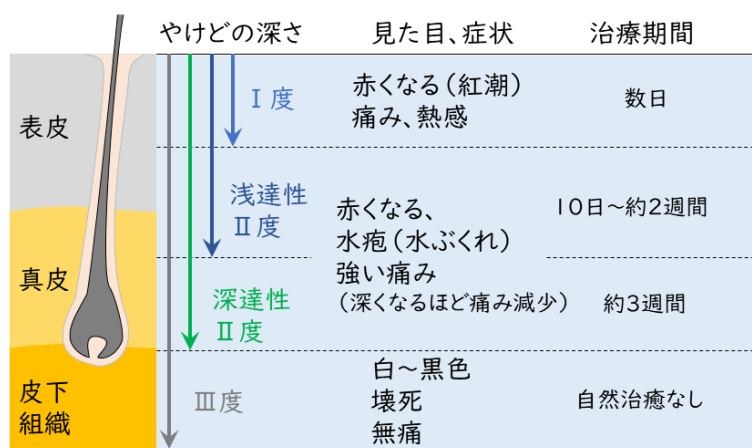 やけどの深さ 見た目、症状 治療期間
表皮
真皮
皮下
組織
Ⅰ度
赤くなる(紅潮)
痛み、熱感
数日
浅達性
Ⅱ度
10日~約2週間
赤くなる、
水疱(水ぶくれ)
強い痛み
(深くなるほど痛み減少)
深達性
Ⅱ度
約3週間
Ⅲ度
白~黒色
壊死
無痛
自然治癒なし